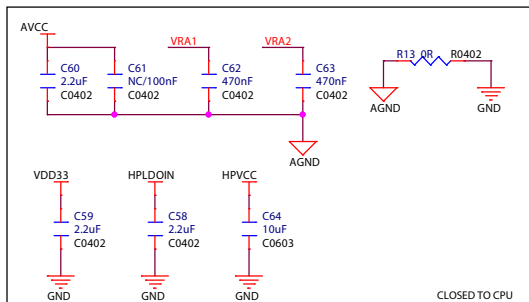 AVCC
VRA1
VRA2
C60
2.2uF
C0402
C61
NC/100nF
C0402
C62
470nF
C0402
C63
470nF
C0402
R13 0R R0402
AGND
GND
AGND
VDD33
HPLDOIN
HPVCC
C59
2.2uF
C0402
C58
2.2uF
C0402
C64
10uF
C0603
GND
GND
GND
CLOSED TO CPU